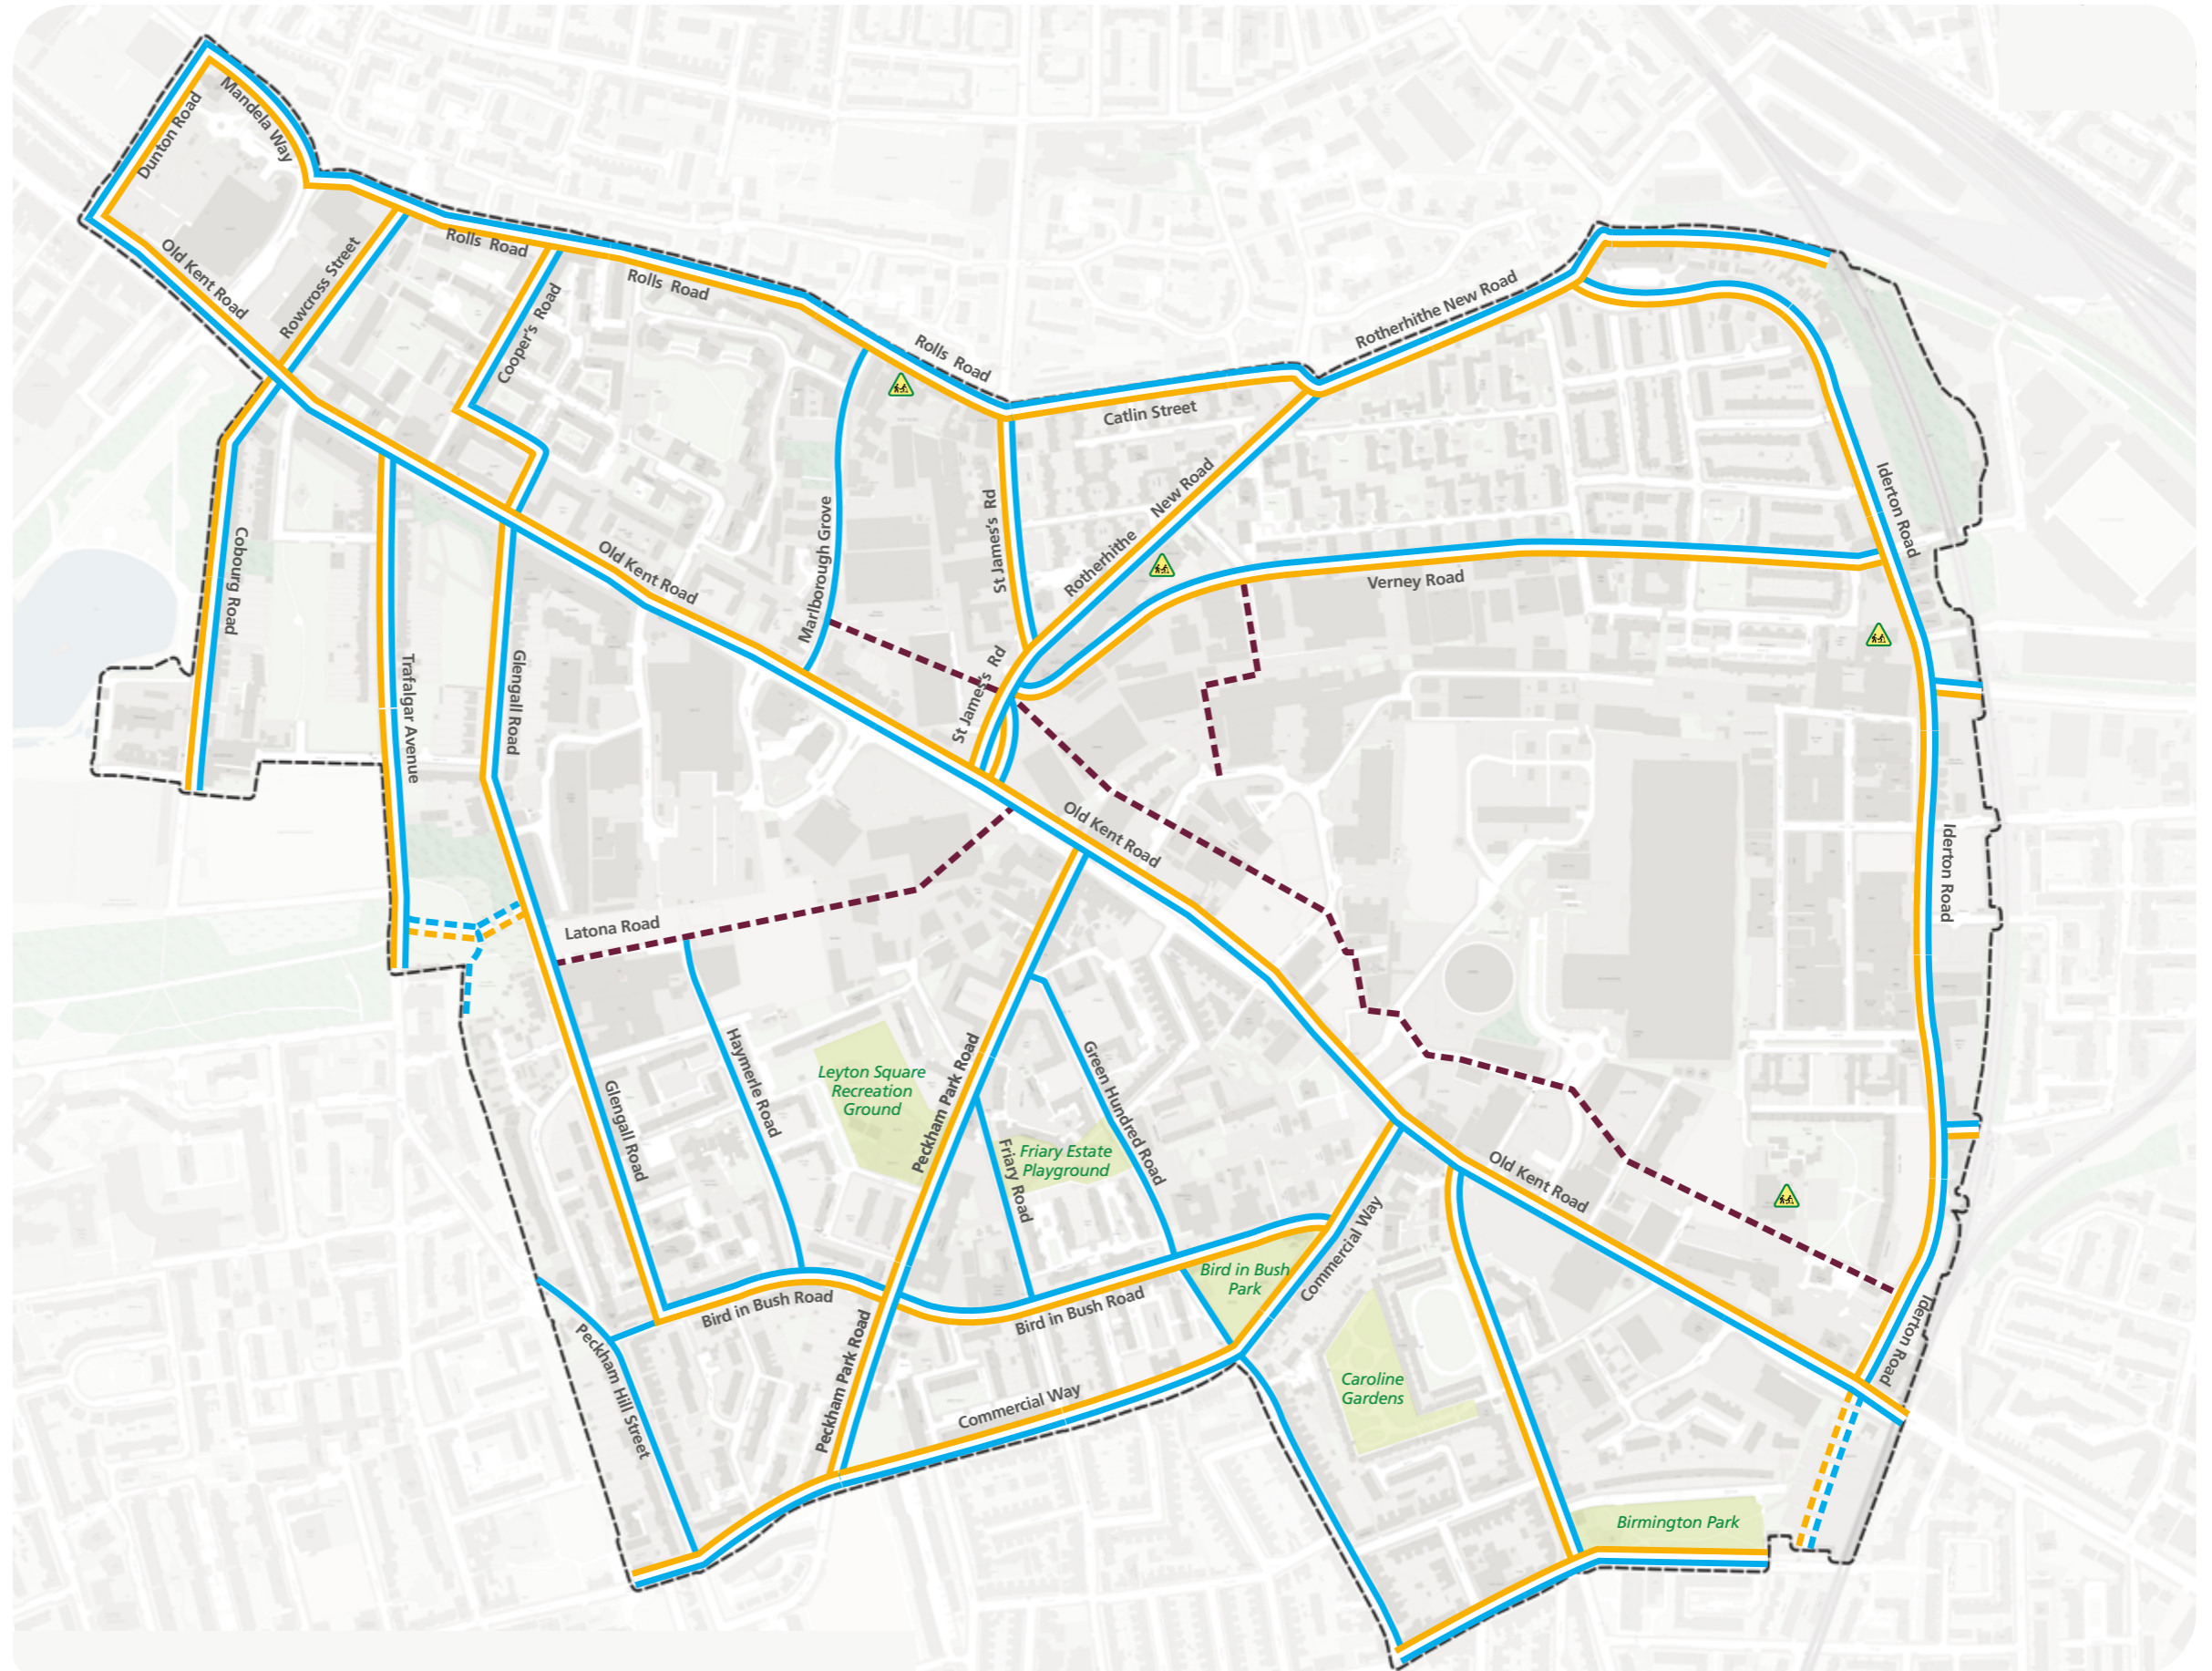 Mandela Way
Dunton Road
Old Kent Road
Rowcross Street
Rolls Road
Rolls Road
Cooper's Road
Rolls Road
Rotherhithe New Road
Catlin Street
Ilderton Road
St James's Rd
New Road
Rotherhithe
Marlborough Grove
Cobourg Road
Old Kent Road
Verney Road
Trafalgar Avenue
Glengall Road
St James's Rd
Old Kent Road
Ilderton Road
Latona Road
Haymerle Road
Leyton Square
Recreation
Ground
Peckham Park Road
Green Hundred Road
Glengall Road
Friary Road
Friary Estate
Playground
Old Kent Road
Commercial Way
Bird in Bush
Park
Bird in Bush Road
Bird in Bush Road
Ilderton Road
Peckham Hill Street
Peckham Park Road
Commercial Way
Caroline
Gardens
Birmington Park